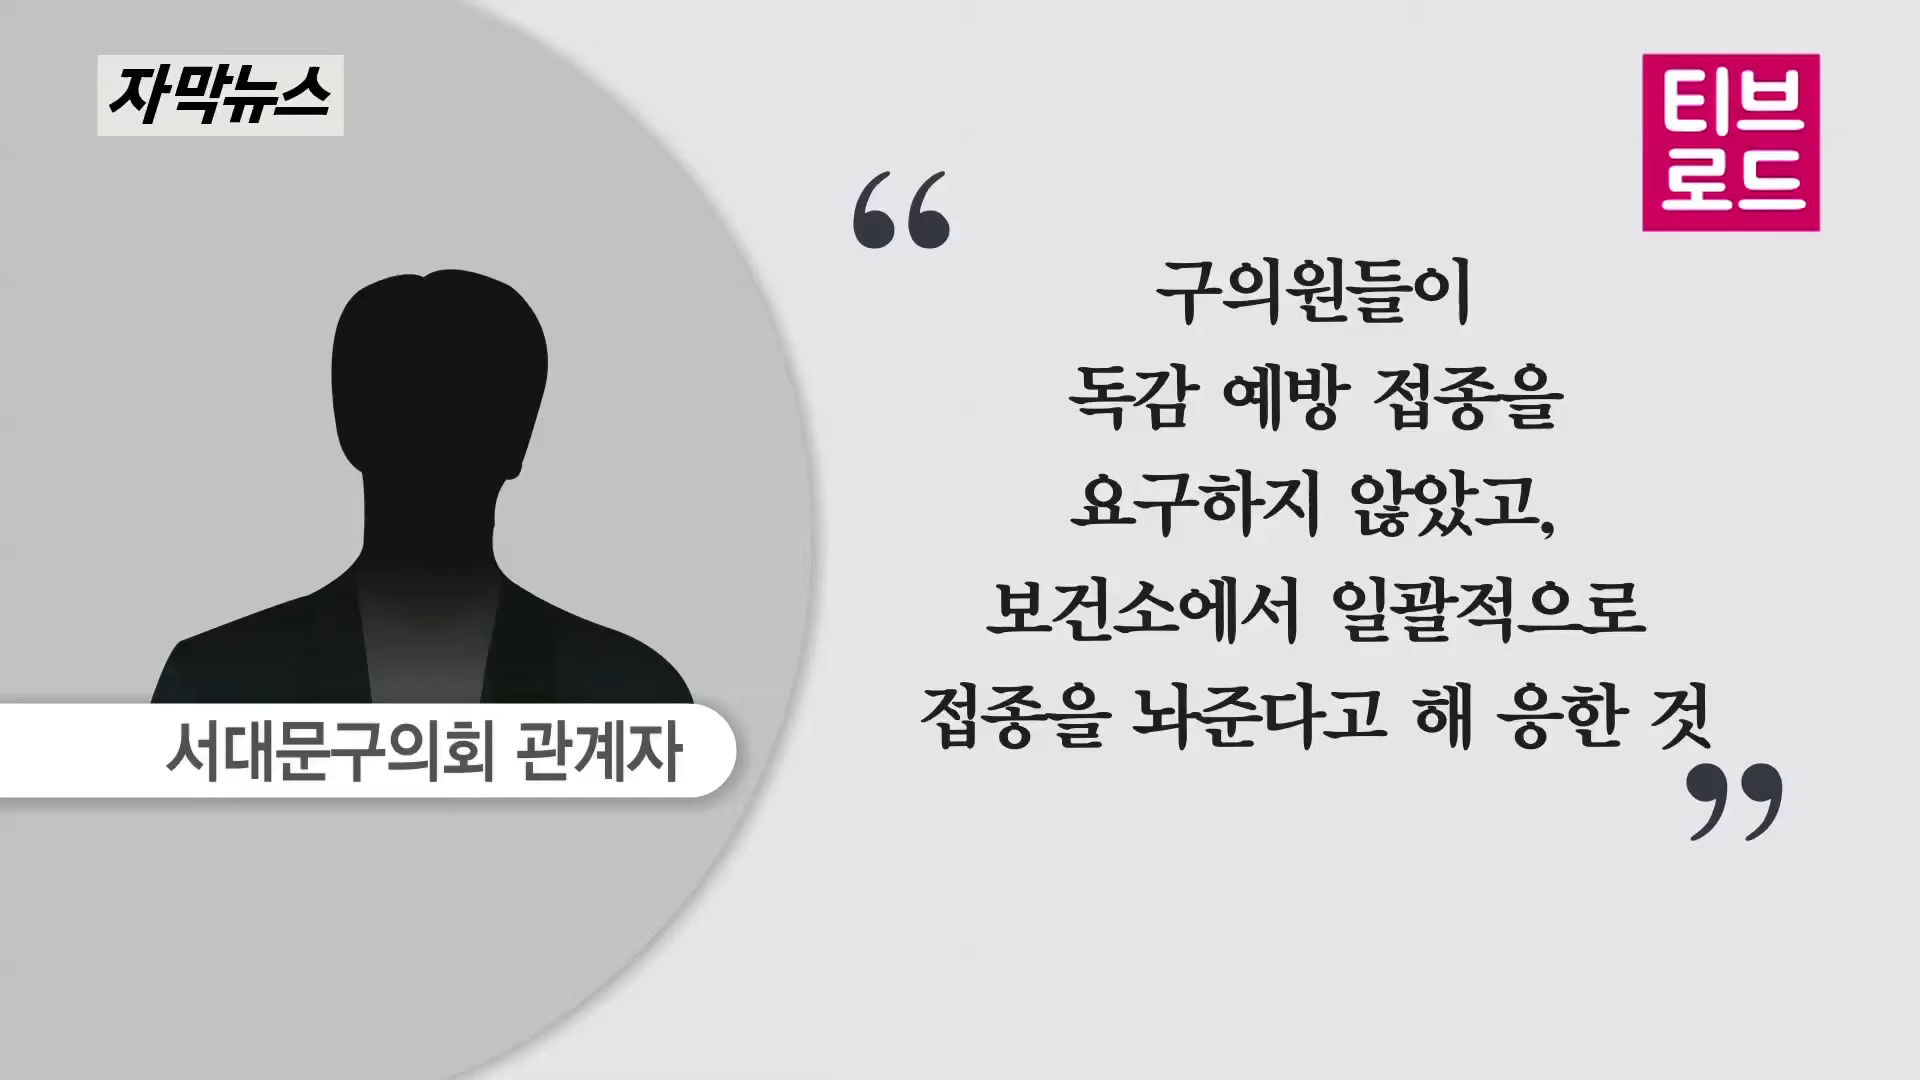 자막뉴스
티브
로드
구의원들이
독감 예방 접종을
요구하지 않았고,
보건소에서 일괄적으로
접종을 놔준다고 해 응한 것
서대문구의회 관계자